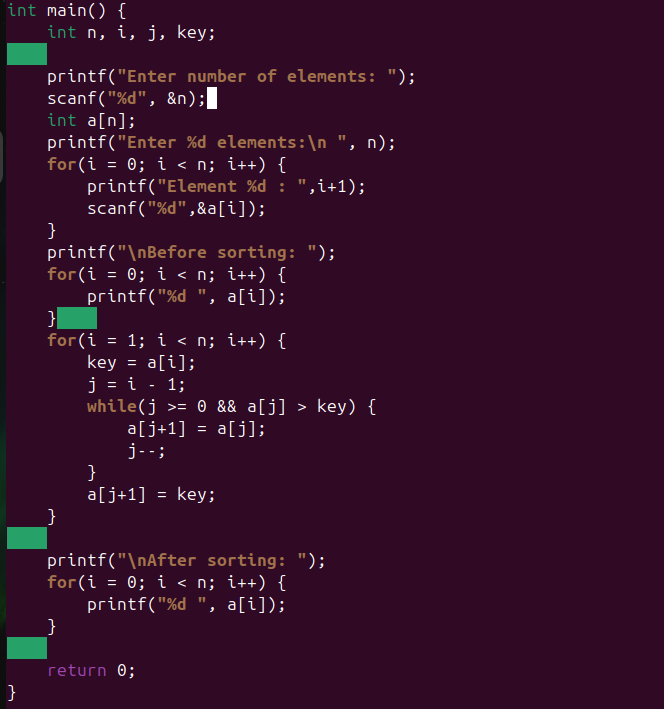 int main() {
    int n, i, j, key;
    printf("Enter number of elements: ");
    scanf("%d", &n);
    int a[n];
    printf("Enter %d elements:\n ", n);
    for(i = 0; i < n; i++) {
        printf("Element %d : ",i+1);
        scanf("%d",&a[i]);
    }
    printf("\nBefore sorting: ");
    for(i = 0; i < n; i++) {
        printf("%d ", a[i]);
    }
    for(i = 1; i < n; i++) {
        key = a[i];
        j = i - 1;
        while(j >= 0 && a[j] > key) {
            a[j+1] = a[j];
            j--;
        }
        a[j+1] = key;
    }
    printf("\nAfter sorting: ");
    for(i = 0; i < n; i++) {
        printf("%d ", a[i]);
    }
    return 0;
}